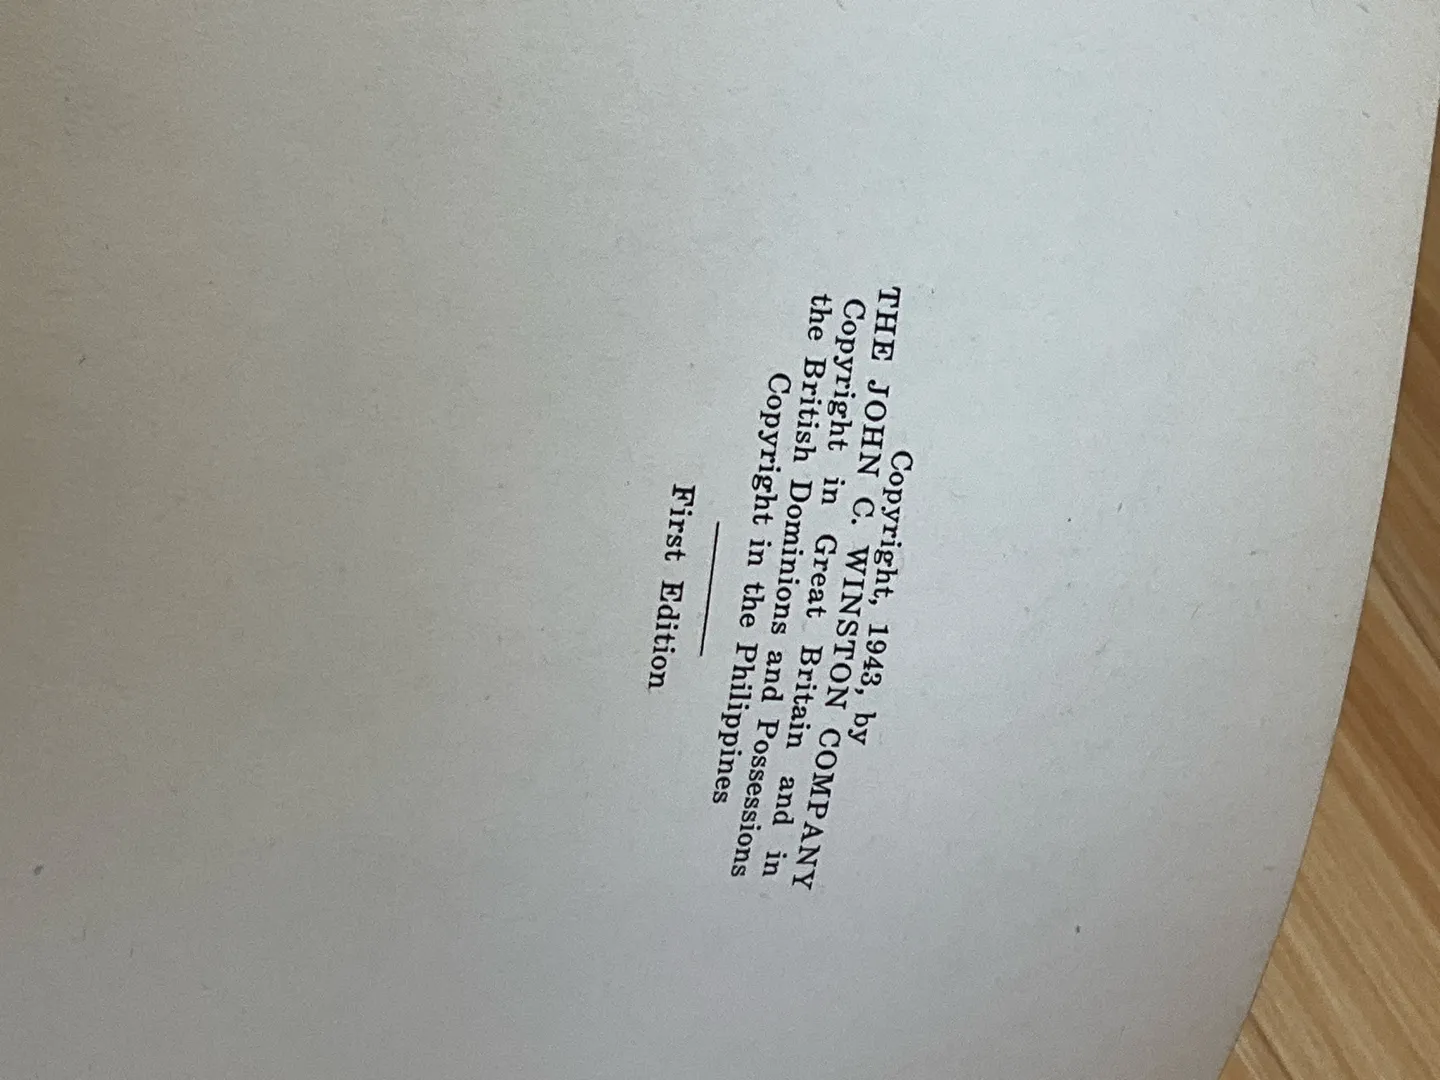 Copyright, 1943, by
THE JOHN C. WINSTON COMPANY
Copyright in Great Britain and in
the British Dominions and Possessions
Copyright in the Philippines
First Edition